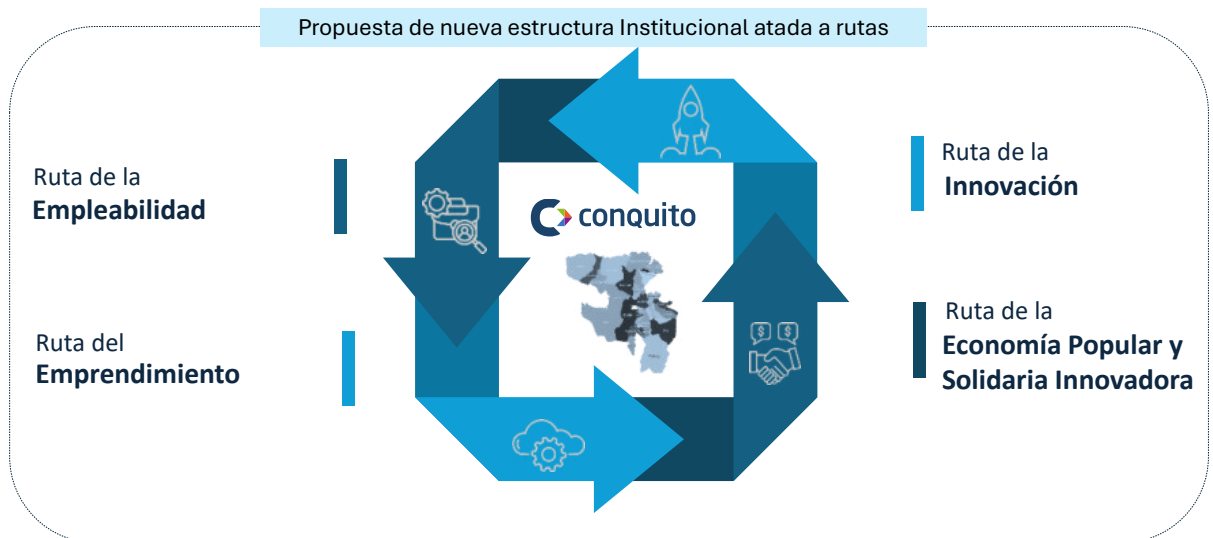 Propuesta de nueva estructura Institucional atada a rutas
Ruta de la
Empleabilidad
Ruta del
Emprendimiento
conquito
Ruta de la
Innovación
Ruta de la
Economía Popular y
Solidaria Innovadora
$ $